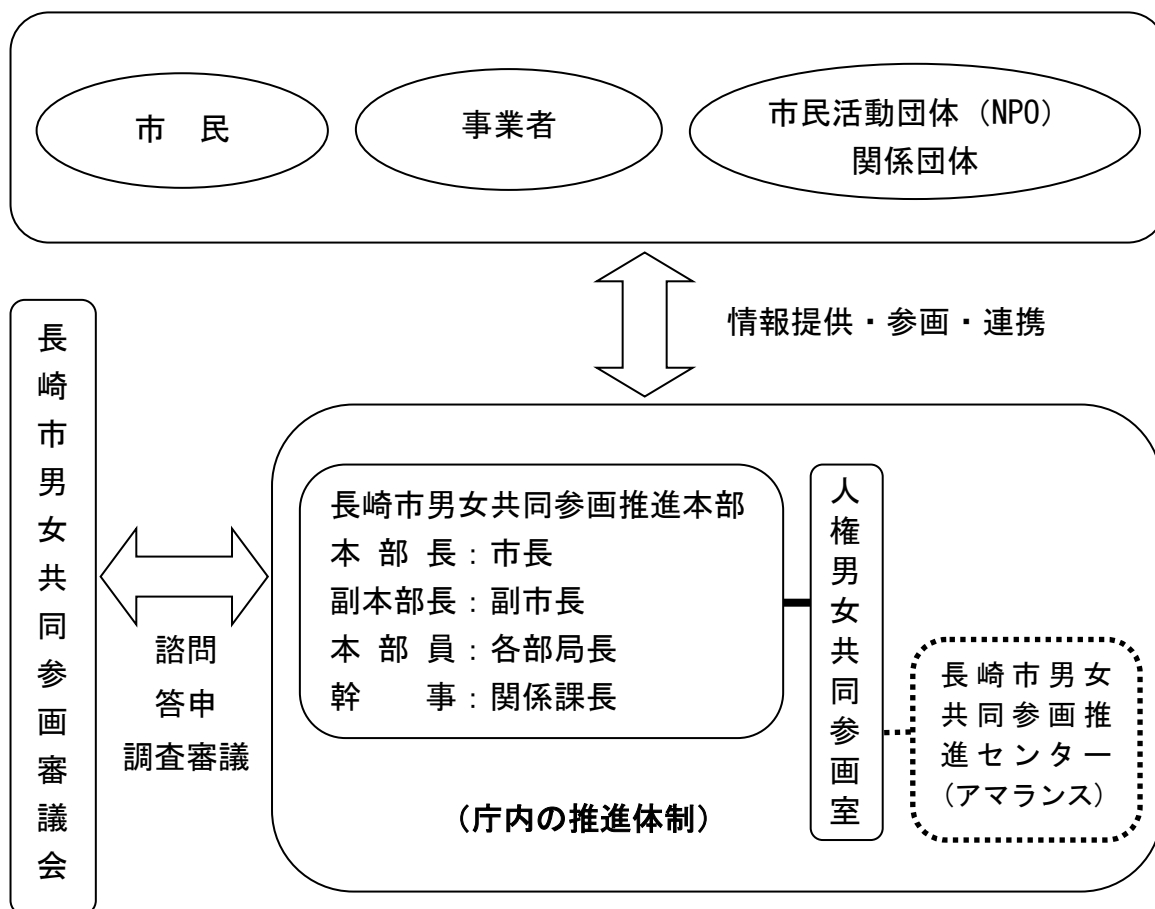 市　民
事業者
市民活動団体（NPO）
関係団体
情報提供・参画・連携
長崎市男女共同参画審議会
諮問
答申
調査審議
長崎市男女共同参画推進本部
本 部 長：市長
副本部長：副市長
本 部 員：各部局長
幹　　事：関係課長
人権男女共同参画室
長崎市男女
共同参画推
進センター
（アマランス）
（庁内の推進体制）